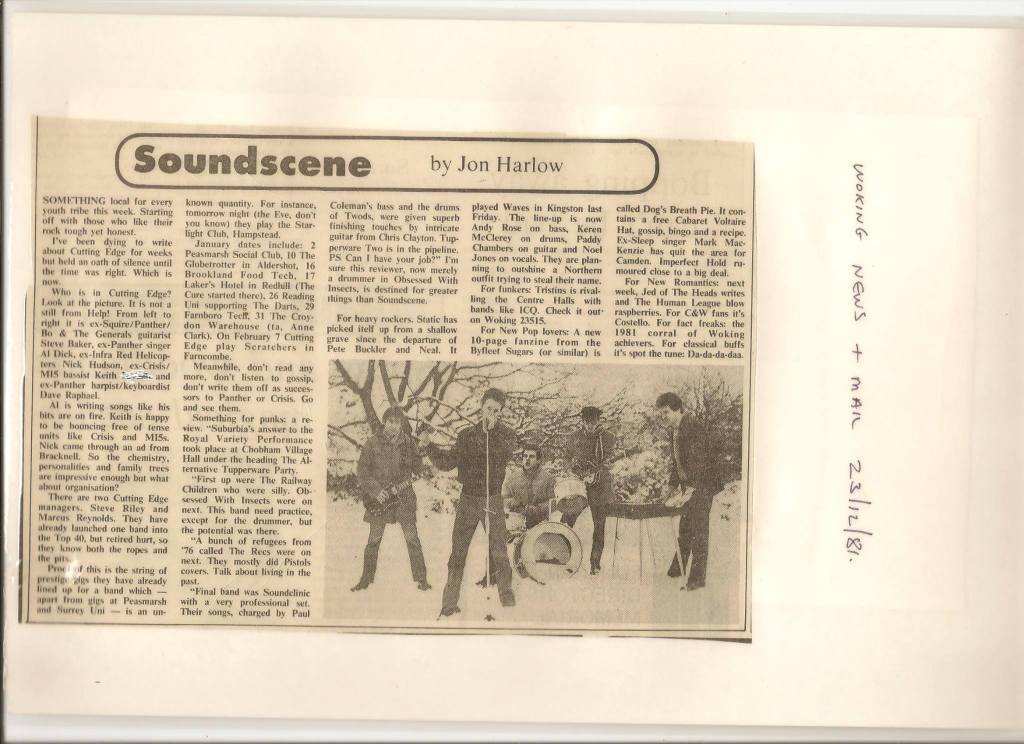 Soundscene by Jon Harlow
SOMETHING local for every
youth tribe this week. Starting
off with those who like their
rock tough yet honest.
I've been dying to write
about Cutting Edge for weeks
but held an oath of silence until
the time was right. Which is
now.
Who is in Cutting Edge?
Look at the picture. It is not a
still from Help! From left to
right it is ex-Squire/Panther/
Bo & The Generals guitarist
Steve Baker, ex-Panther singer
Al Dick, ex-Infra Red Helicop-
ters Nick Hudson, ex-Crisis/
MI5 bassist Keith and
ex-Panther harpist/keyboardist
Dave Raphael.
Al is writing songs like his
bits are on fire. Keith is happy
to be bouncing free of tense
units like Crisis and MI5s.
Nick came through an ad from
Bracknell. So the chemistry,
personalities and family trees
are impressive enough but what
about organisation?
There are two Cutting Edge
managers. Steve Riley and
Marcus Reynolds. They have
already launched one band into
the Top 40, but retired hurt, so
they know both the ropes and
the pits.
Proof of this is the string of
prestige gigs they have already
lined up for a band which —
apart from gigs at Peasmarsh
and Surrey Uni — is an un-
known quantity. For instance,
tomorrow night (the Eve, don't
you know) they play the Star-
light Club, Hampstead.
January dates include: 2
Peasmarsh Social Club, 10 The
Globetrotter in Aldershot, 16
Brookland Food Tech, 17
Laker's Hotel in Redhill (The
Cure started there), 26 Reading
Uni supporting The Darts, 29
Farnboro Tech, 31 The Croy-
don Warehouse (ta, Anne
Clark). On February 7 Cutting
Edge play Scratchers in
Farncombe.
Meanwhile, don't read any
more, don't listen to gossip,
don't write them off as succes-
sors to Panther or Crisis. Go
and see them.
Something for punks: a re-
view. "Suburbia's answer to the
Royal Variety Performance
took place at Chobham Village
Hall under the heading The Al-
ternative Tupperware Party.
"First up were The Railway
Children who were silly. Ob-
sessed With Insects were on
next. This band need practice,
except for the drummer, but
the potential was there.
"A bunch of refugees from
'76 called The Recs were on
next. They mostly did Pistols
covers. Talk about living in the
past.
"Final band was Soundclinic
with a very professional set.
Their songs, charged by Paul
Coleman's bass and the drums
of Twods, were given superb
finishing touches by intricate
guitar from Chris Clayton. Tup-
perware Two is in the pipeline.
PS Can I have your job?" I'm
sure this reviewer, now merely
a drummer in Obsessed With
Insects, is destined for greater
things than Soundscene.
For heavy rockers. Static has
picked itself up from a shallow
grave since the departure of
Pete Buckler and Neal. It
played Waves in Kingston last
Friday. The line-up is now
Andy Rose on bass, Keren
McClerey on drums, Paddy
Chambers on guitar and Noel
Jones on vocals. They are plan-
ning to outshine a Northern
outfit trying to steal their name.
For funkers: Tristins is rival-
ling the Centre Halls with
bands like ICQ. Check it out
on Woking 23515.
For New Pop lovers: A new
10-page fanzine from the
Byfleet Sugars (or similar) is
called Dog's Breath Pie. It con-
tains a free Cabaret Voltaire
Hat, gossip, bingo and a recipe.
Ex-Sleep singer Mark Mac-
Kenzie has quit the area for
Camden. Imperfect Hold ru-
moured close to a big deal.
For New Romantics: next
week, Jed of The Heads writes
and The Human League blow
raspberries. For C&W fans it's
Costello. For fact freaks: the
1981 corral of Woking
achievers. For classical buffs
it's spot the tune: Da-da-da-daa.
WOKING NEWS + MAIL 23/12/81.